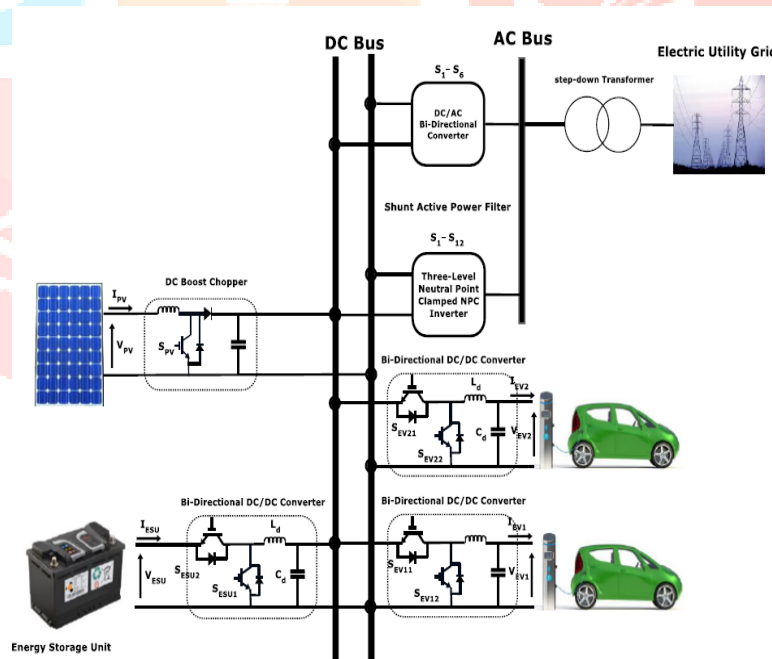 DC Bus
AC Bus
Electric Utility Grid
S1- S6
step-down Transformer
DC/AC
Bi-Directional
Converter
Shunt Active Power Filter
S1- S12
Three-Level
Neutral Point
Clamped NPC
Inverter
DC Boost Chopper
IPV
VPV
SPV
Bi-Directional DC/DC Converter
Ld
IEV2
SEV21
SEV22
Cd
VEV2
Bi-Directional DC/DC Converter
IESU
Ld
VESU
SESU2
SESU1
Cd
Bi-Directional DC/DC Converter
IEV1
SEV11
SEV12
VEV1
Energy Storage Unit